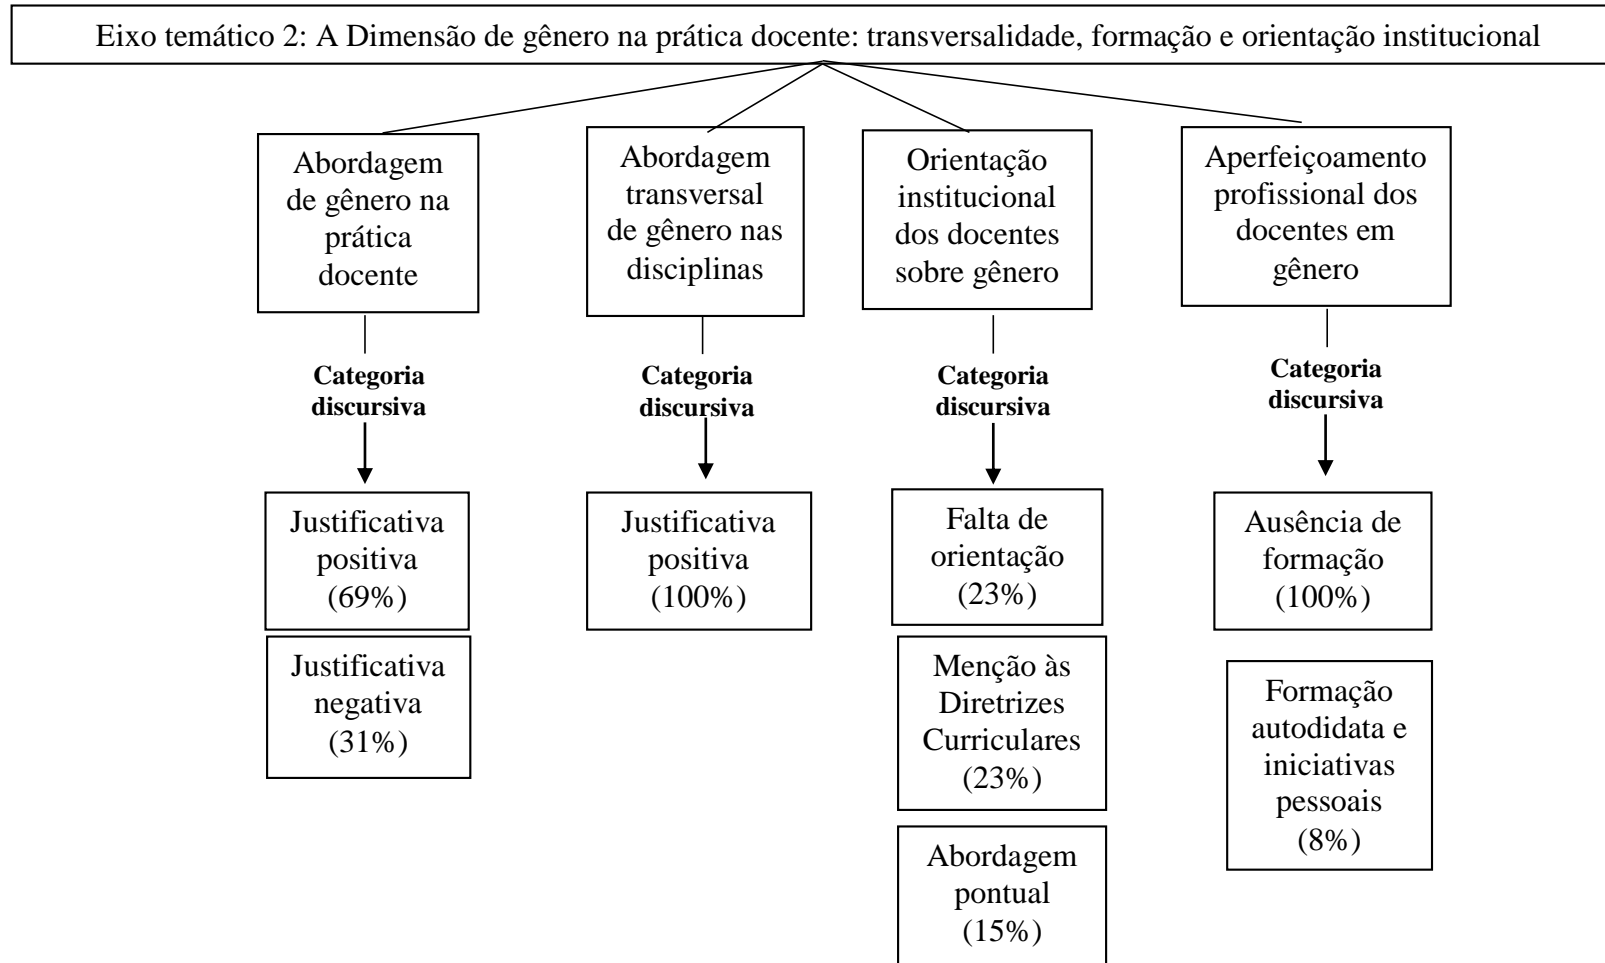 Eixo temático 2: A Dimensão de gênero na prática docente: transversalidade, formação e orientação institucional
Abordagem
de gênero na
prática
docente
Abordagem
transversal
de gênero nas
disciplinas
Orientação
institucional
dos docentes
sobre gênero
Aperfeiçoamento
profissional dos
docentes em
gênero
Categoria
discursiva
Categoria
discursiva
Categoria
discursiva
Categoria
discursiva
Justificativa
positiva
(69%)
Justificativa
negativa
(31%)
Justificativa
positiva
(100%)
Falta de
orientação
(23%)
Menção às
Diretrizes
Curriculares
(23%)
Abordagem
pontual
(15%)
Ausência de
formação
(100%)
Formação
autodidata e
iniciativas
pessoais
(8%)